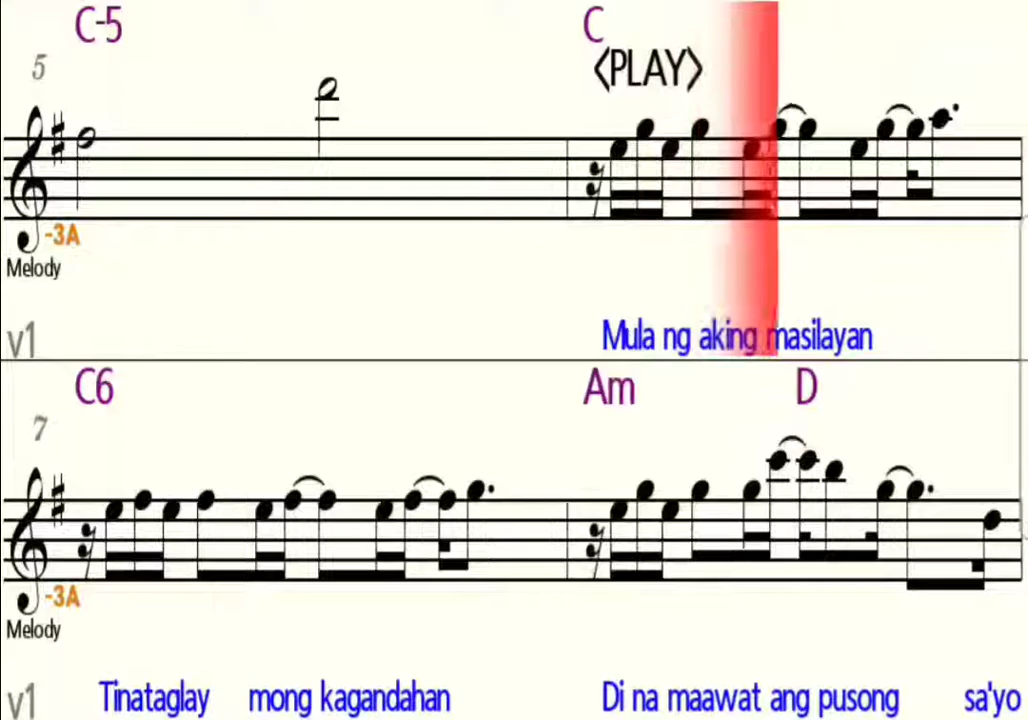 C-5 C
5 <PLAY>
-3A
Melody
v1 Mula ng aking masilayan
C6 Am D
7
-3A
Melody
v1 Tinataglay mong kagandahan Di na maawat ang pusong sa'yo